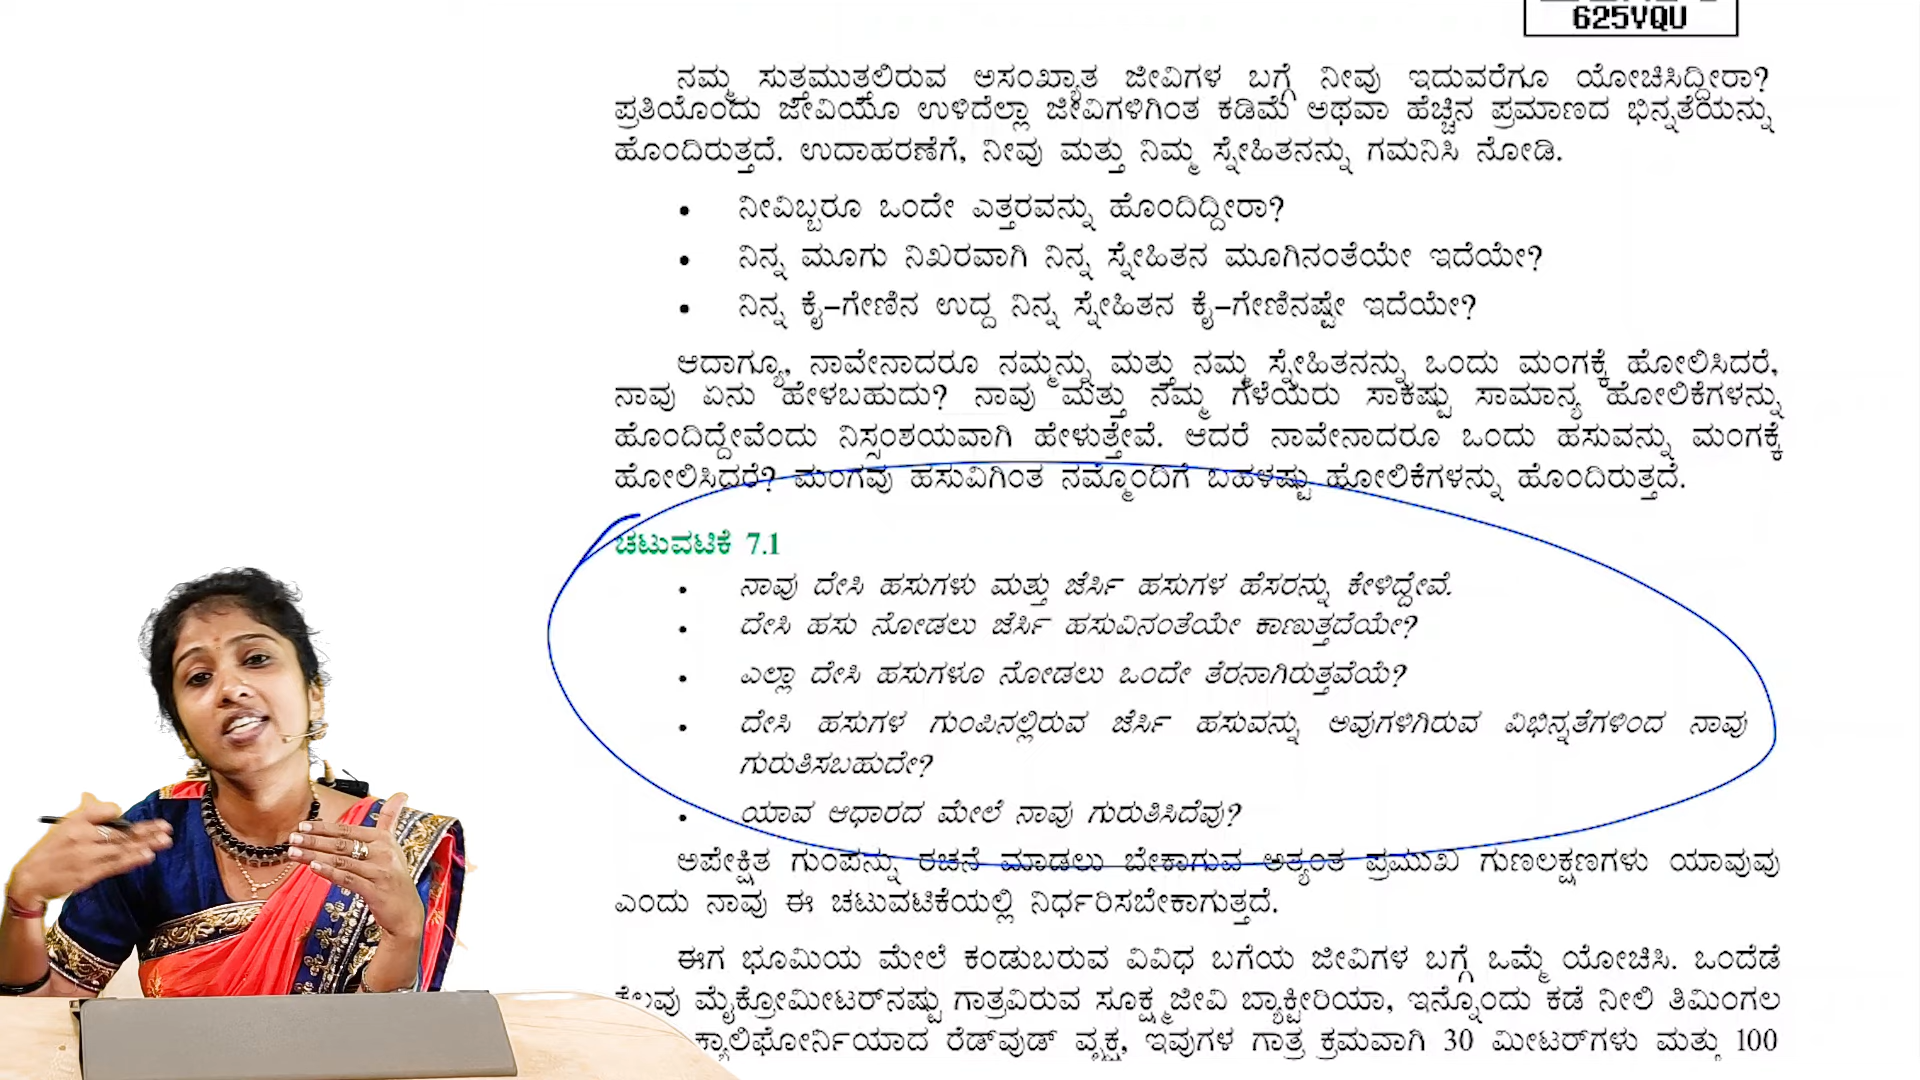 625VQU
ನಮ್ಮ ಸುತ್ತಮುತ್ತಲಿರುವ ಅಸಂಖ್ಯಾತ ಜೀವಿಗಳ ಬಗ್ಗೆ ನೀವು ಇದುವರೆಗೂ ಯೋಚಿಸಿದ್ದೀರಾ?
ಪ್ರತಿಯೊಂದು ಜೀವಿಯೂ ಉಳಿದೆಲ್ಲಾ ಜೀವಿಗಳಿಗಿಂತ ಕಡಿಮೆ ಅಥವಾ ಹೆಚ್ಚಿನ ಪ್ರಮಾಣದ ಭಿನ್ನತೆಯನ್ನು
ಹೊಂದಿರುತ್ತದೆ. ಉದಾಹರಣೆಗೆ, ನೀವು ಮತ್ತು ನಿಮ್ಮ ಸ್ನೇಹಿತನನ್ನು ಗಮನಿಸಿ ನೋಡಿ.
• ನೀವಿಬ್ಬರೂ ಒಂದೇ ಎತ್ತರವನ್ನು ಹೊಂದಿದ್ದೀರಾ?
• ನಿನ್ನ ಮೂಗು ನಿಖರವಾಗಿ ನಿನ್ನ ಸ್ನೇಹಿತನ ಮೂಗಿನಂತೆಯೇ ಇದೆಯೇ?
• ನಿನ್ನ ಕೈ–ಗೇಣಿನ ಉದ್ದ ನಿನ್ನ ಸ್ನೇಹಿತನ ಕೈ–ಗೇಣಿನಷ್ಟೇ ಇದೆಯೇ?
ಆದಾಗ್ಯೂ, ನಾವೇನಾದರೂ ನಮ್ಮನ್ನು ಮತ್ತು ನಮ್ಮ ಸ್ನೇಹಿತನನ್ನು ಒಂದು ಮಂಗಕ್ಕೆ ಹೋಲಿಸಿದರೆ,
ನಾವು ಏನು ಹೇಳಬಹುದು? ನಾವು ಮತ್ತು ನಮ್ಮ ಗೆಳೆಯರು ಸಾಕಷ್ಟು ಸಾಮಾನ್ಯ ಹೋಲಿಕೆಗಳನ್ನು
ಹೊಂದಿದ್ದೇವೆಂದು ನಿಸ್ಸಂಶಯವಾಗಿ ಹೇಳುತ್ತೇವೆ. ಆದರೆ ನಾವೇನಾದರೂ ಒಂದು ಹಸುವನ್ನು ಮಂಗಕ್ಕೆ
ಹೋಲಿಸಿದರೆ? ಮಂಗವು ಹಸುವಿಗಿಂತ ನಮ್ಮೊಂದಿಗೆ ಬಹಳಷ್ಟು ಹೋಲಿಕೆಗಳನ್ನು ಹೊಂದಿರುತ್ತದೆ.
ಚಟುವಟಿಕೆ 7.1
• ನಾವು ದೇಸಿ ಹಸುಗಳು ಮತ್ತು ಜೆರ್ಸಿ ಹಸುಗಳ ಹೆಸರನ್ನು ಕೇಳಿದ್ದೇವೆ.
• ದೇಸಿ ಹಸು ನೋಡಲು ಜೆರ್ಸಿ ಹಸುವಿನಂತೆಯೇ ಕಾಣುತ್ತದೆಯೇ?
• ಎಲ್ಲಾ ದೇಸಿ ಹಸುಗಳೂ ನೋಡಲು ಒಂದೇ ತೆರನಾಗಿರುತ್ತವೆಯೆ?
• ದೇಸಿ ಹಸುಗಳ ಗುಂಪಿನಲ್ಲಿರುವ ಜೆರ್ಸಿ ಹಸುವನ್ನು ಅವುಗಳಿಗಿರುವ ವಿಭಿನ್ನತೆಗಳಿಂದ ನಾವು
ಗುರುತಿಸಬಹುದೇ?
• ಯಾವ ಆಧಾರದ ಮೇಲೆ ನಾವು ಗುರುತಿಸಿದೆವು?
ಅಪೇಕ್ಷಿತ ಗುಂಪನ್ನು ರಚನೆ ಮಾಡಲು ಬೇಕಾಗುವ ಅತ್ಯಂತ ಪ್ರಮುಖ ಗುಣಲಕ್ಷಣಗಳು ಯಾವುವು
ಎಂದು ನಾವು ಈ ಚಟುವಟಿಕೆಯಲ್ಲಿ ನಿರ್ಧರಿಸಬೇಕಾಗುತ್ತದೆ.
ಈಗ ಭೂಮಿಯ ಮೇಲೆ ಕಂಡುಬರುವ ವಿವಿಧ ಬಗೆಯ ಜೀವಿಗಳ ಬಗ್ಗೆ ಒಮ್ಮೆ ಯೋಚಿಸಿ. ಒಂದೆಡೆ
ಕೆಲವು ಮೈಕ್ರೋಮೀಟರ್‌ನಷ್ಟು ಗಾತ್ರವಿರುವ ಸೂಕ್ಷ್ಮಜೀವಿ ಬ್ಯಾಕ್ಟೀರಿಯಾ, ಇನ್ನೊಂದು ಕಡೆ ನೀಲಿ ತಿಮಿಂಗಲ
ಕ್ಯಾಲಿಫೋರ್ನಿಯಾದ ರೆಡ್‌ವುಡ್ ವೃಕ್ಷ, ಇವುಗಳ ಗಾತ್ರ ಕ್ರಮವಾಗಿ 30 ಮೀಟರ್‌ಗಳು ಮತ್ತು 100